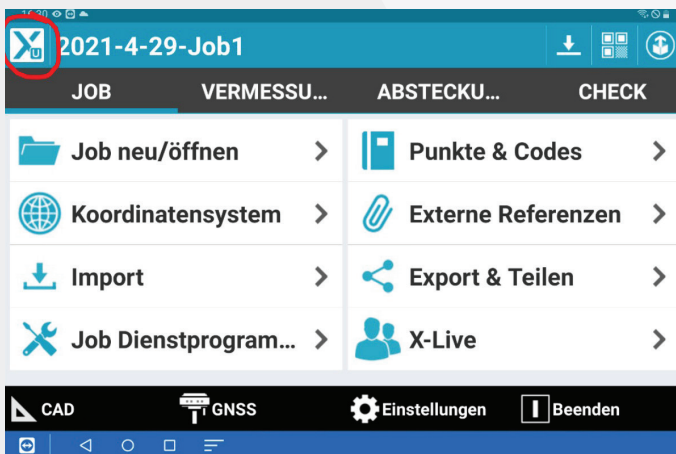 2021-4-29-Job1
JOB VERMESSU... ABSTECKU... CHECK
Job neu/öffnen
Punkte & Codes
Koordinatensystem
Externe Referenzen
Import
Export & Teilen
Job Dienstprogram...
X-Live
CAD GNSS Einstellungen Beenden